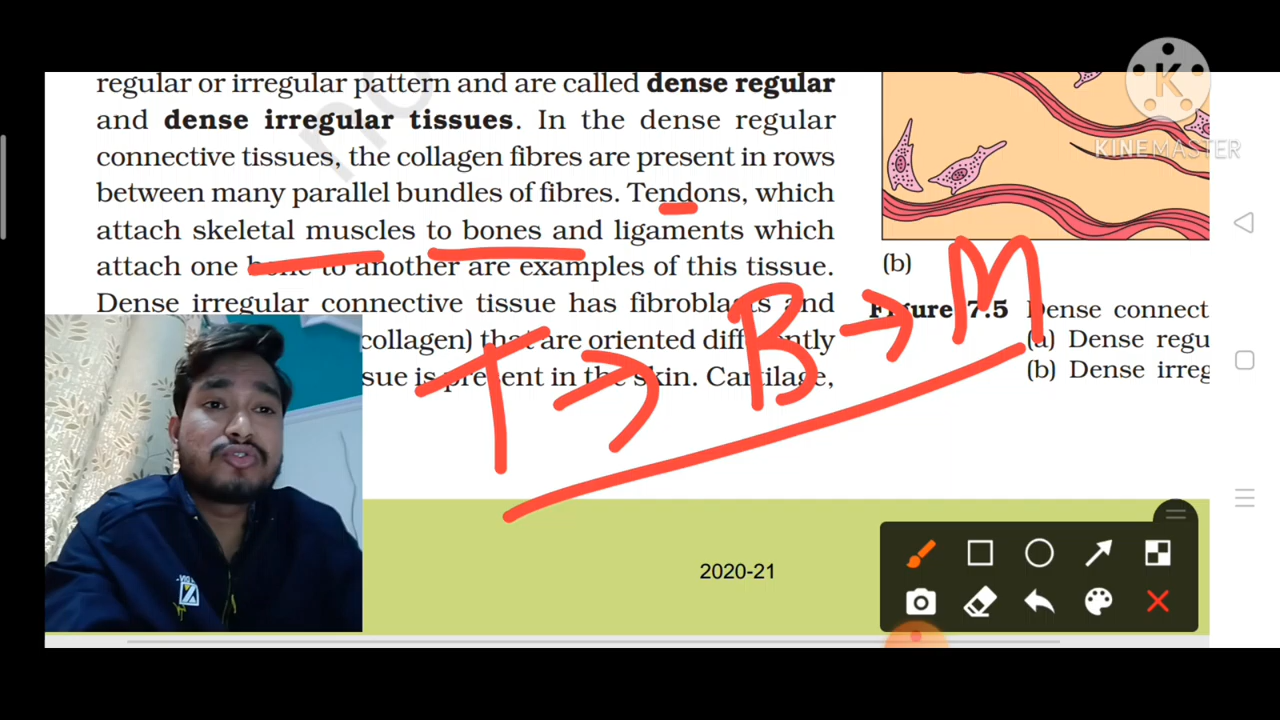 regular or irregular pattern and are called dense regular
and dense irregular tissues. In the dense regular
connective tissues, the collagen fibres are present in rows
between many parallel bundles of fibres. Tendons, which
attach skeletal muscles to bones and ligaments which
attach one bone to another are examples of this tissue.
Dense irregular connective tissue has fibroblasts and
collagen) that are oriented differently
sue is present in the skin. Cartilage,
T → B → M
K
KINEMASTER
(b)
Figure 7.5 Dense connect
(a) Dense regu
(b) Dense irreg
2020-21